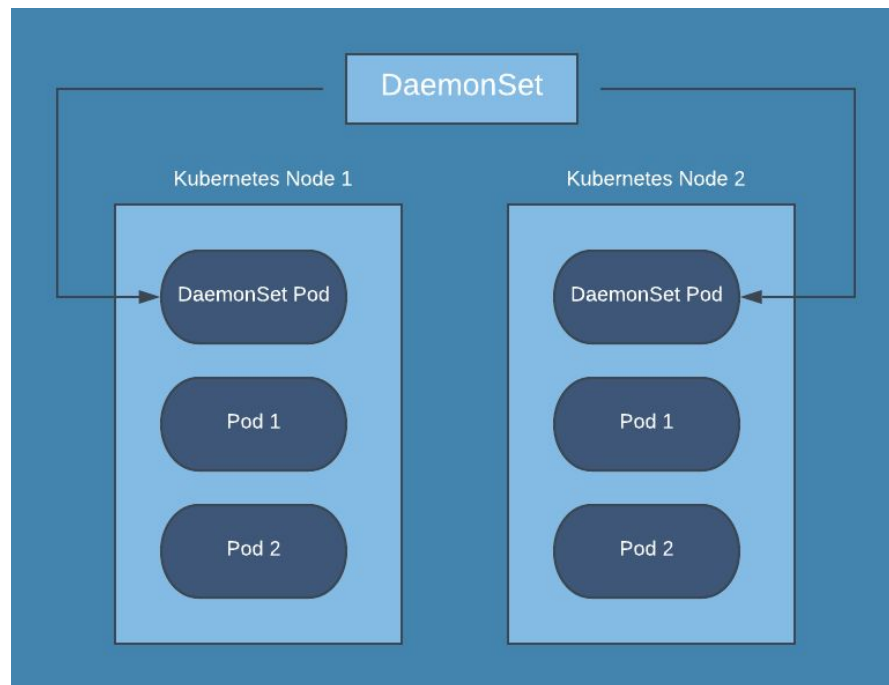 DaemonSet
Kubernetes Node 1
Kubernetes Node 2
DaemonSet Pod
DaemonSet Pod
Pod 1
Pod 1
Pod 2
Pod 2